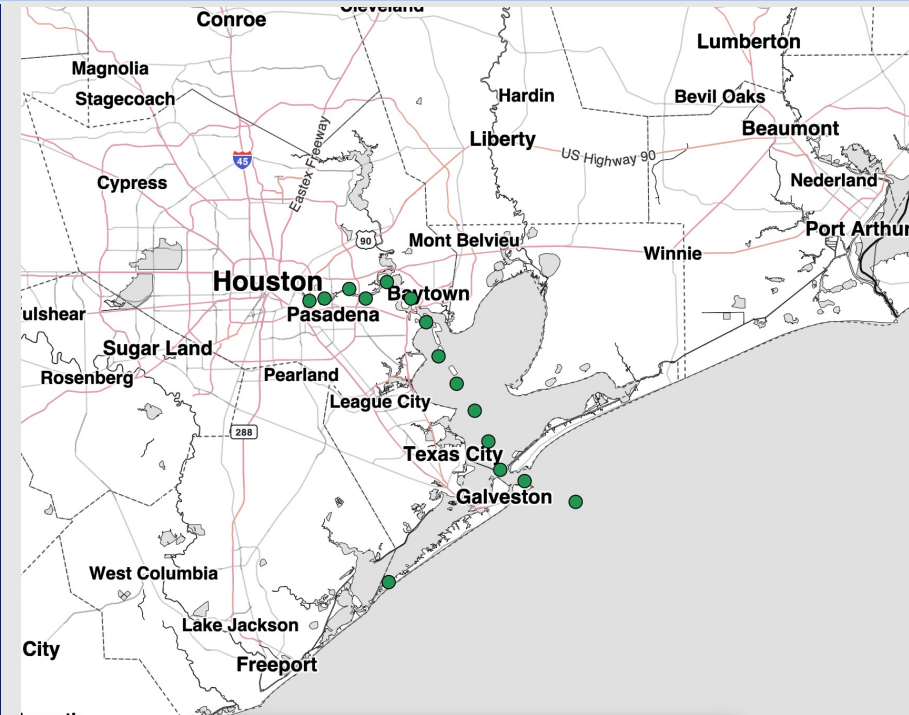 Cleveland
Conroe
Lumberton
Magnolia
Stagecoach
Hardin
Bevil Oaks
Beaumont
Liberty
US Highway 90
45
Eastex Freeway
Cypress
Nederland
Port Arthur
90
Mont Belvieu
Winnie
Houston
Baytown
ulshear
Pasadena
Sugar Land
Rosenberg
Pearland
League City
288
Texas City
Galveston
West Columbia
Lake Jackson
City
Freeport